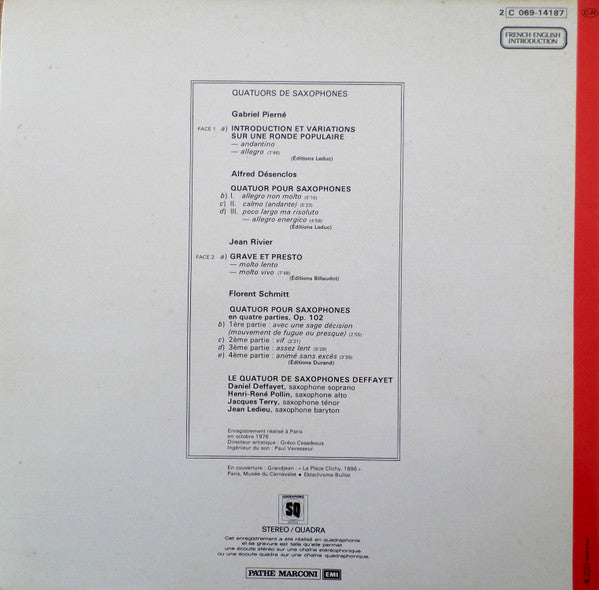 2 C 069-14187
FRENCH-ENGLISH
INTRODUCTION
QUATUORS DE SAXOPHONES
Gabriel Pierné
FACE 1 a) INTRODUCTION ET VARIATIONS
SUR UNE RONDE POPULAIRE
— andantino
— allegro (7'48)
(Éditions Leduc)
Alfred Désenclos
QUATUOR POUR SAXOPHONES
b) I. allegro non molto (5'16)
c) II. calmo (andante) (5'23)
d) III. poco largo ma risoluto
— allegro energico (4'56)
(Éditions Leduc)
Jean Rivier
FACE 2 a) GRAVE ET PRESTO
— molto lento
— molto vivo (7'48)
(Éditions Billaudot)
Florent Schmitt
QUATUOR POUR SAXOPHONES
en quatre parties, Op. 102
b) 1ère partie : avec une sage décision
(mouvement de fugue ou presque) (2'55)
c) 2ème partie : vif (3'21)
d) 3ème partie : assez lent (5'29)
e) 4ème partie : animé sans excès (3'39)
(Éditions Durand)
LE QUATUOR DE SAXOPHONES DEFFAYET
Daniel Deffayet, saxophone soprano
Henri-René Pollin, saxophone alto
Jacques Terry, saxophone ténor
Jean Ledieu, saxophone baryton
Enregistrement réalisé à Paris
en octobre 1976
Directeur artistique : Gréco Casadesus
Ingénieur du son : Paul Vavasseur
En couverture : Grandjean : « La Place Clichy, 1896 »
Paris, Musée du Carnavalet • Ektachrome Bulloz
SQ
STEREO/QUADRA
Cet enregistrement a été réalisé en quadraphonie
et sa gravure est telle qu'elle permet
une écoute stéréo sur une chaîne stéréophonique
ou une écoute quadra sur une chaîne quadraphonique.
PATHÉ MARCONI EMI